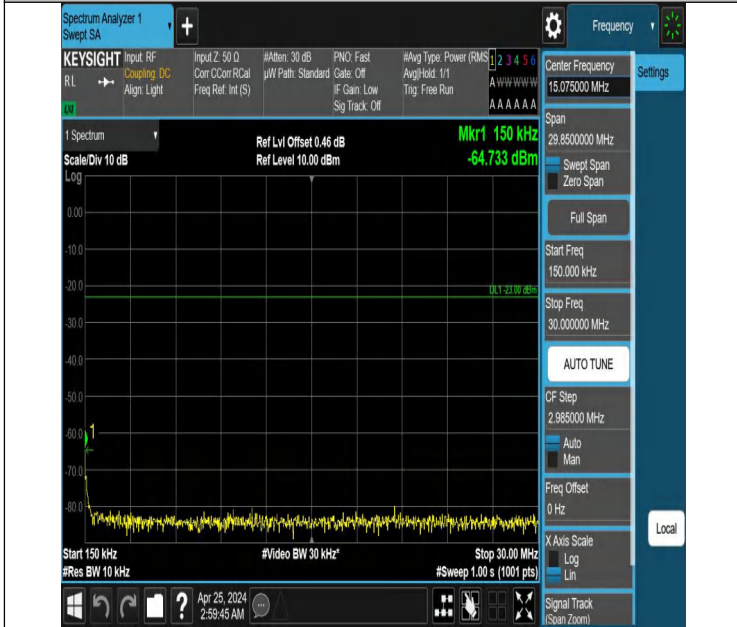 Spectrum Analyzer 1
Swept SA
+
Frequency
KEYSIGHT
RL
LXI
Input: RF
Coupling: DC
Align: Light
Input Z: 50 Ω
Corr CCorr RCal
Freq Ref: Int (S)
#Atten: 30 dB
µW Path: Standard
PNO: Fast
Gate: Off
IF Gain: Low
Sig Track: Off
#Avg Type: Power (RMS
Avg|Hold: 1/1
Trig: Free Run
1 2 3 4 5 6
A W W W W W
A A A A A A
1 Spectrum
Scale/Div 10 dB
Log
Ref Lvl Offset 0.46 dB
Ref Level 10.00 dBm
Mkr1 150 kHz
-64.733 dBm
0.00
-10.0
-20.0
DL1 -23.00 dBm
-30.0
-40.0
-50.0
-60.0
1
-70.0
-80.0
Start 150 kHz
#Res BW 10 kHz
#Video BW 30 kHz*
Stop 30.00 MHz
#Sweep 1.00 s (1001 pts)
?
Apr 25, 2024
2:59:45 AM
Center Frequency
15.075000 MHz
Settings
Span
29.8500000 MHz
Swept Span
Zero Span
Full Span
Start Freq
150.000 kHz
Stop Freq
30.000000 MHz
AUTO TUNE
CF Step
2.985000 MHz
Auto
Man
Freq Offset
0 Hz
Local
X Axis Scale
Log
Lin
Signal Track
(Span Zoom)